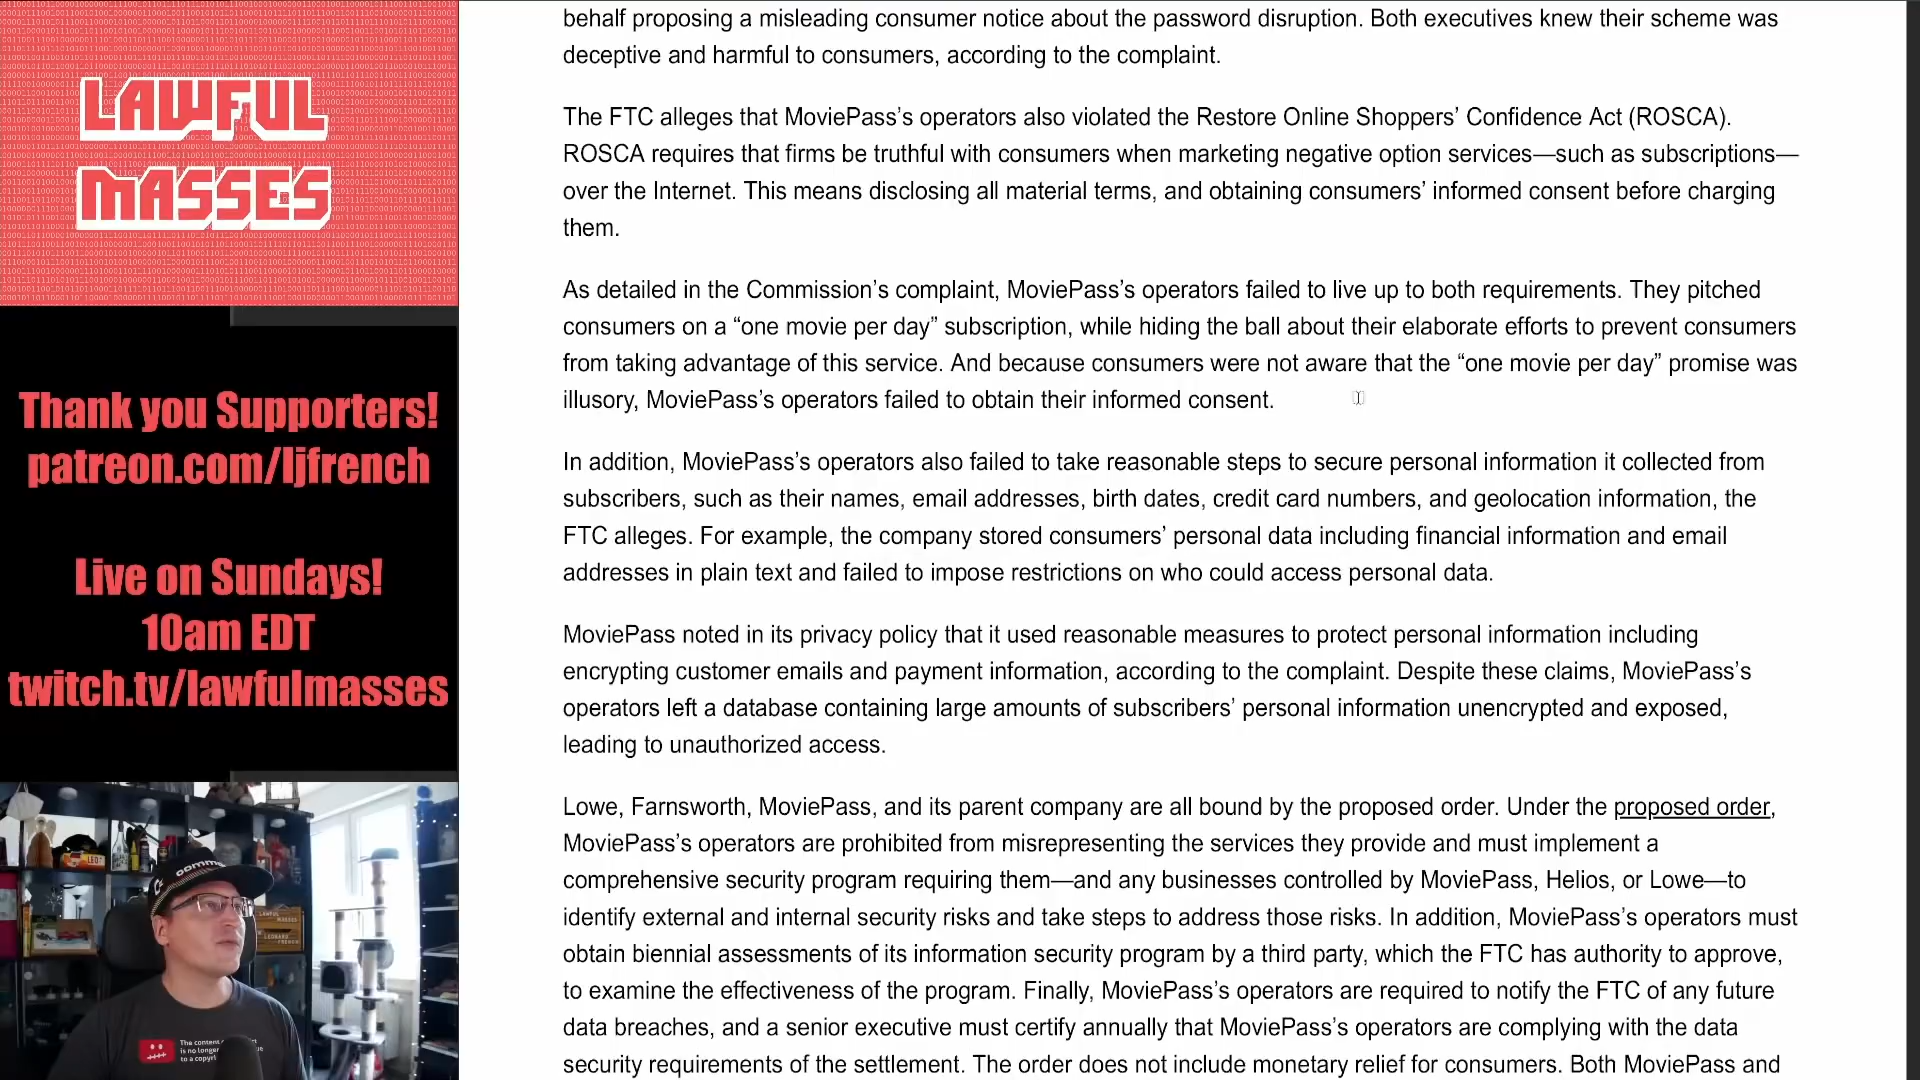 LAWFUL
MASSES
Thank you Supporters!
patreon.com/ljfrench
Live on Sundays!
10am EDT
twitch.tv/lawfulmasses
behalf proposing a misleading consumer notice about the password disruption. Both executives knew their scheme was
deceptive and harmful to consumers, according to the complaint.
The FTC alleges that MoviePass’s operators also violated the Restore Online Shoppers’ Confidence Act (ROSCA).
ROSCA requires that firms be truthful with consumers when marketing negative option services—such as subscriptions—
over the Internet. This means disclosing all material terms, and obtaining consumers’ informed consent before charging
them.
As detailed in the Commission’s complaint, MoviePass’s operators failed to live up to both requirements. They pitched
consumers on a “one movie per day” subscription, while hiding the ball about their elaborate efforts to prevent consumers
from taking advantage of this service. And because consumers were not aware that the “one movie per day” promise was
illusory, MoviePass’s operators failed to obtain their informed consent.
In addition, MoviePass’s operators also failed to take reasonable steps to secure personal information it collected from
subscribers, such as their names, email addresses, birth dates, credit card numbers, and geolocation information, the
FTC alleges. For example, the company stored consumers’ personal data including financial information and email
addresses in plain text and failed to impose restrictions on who could access personal data.
MoviePass noted in its privacy policy that it used reasonable measures to protect personal information including
encrypting customer emails and payment information, according to the complaint. Despite these claims, MoviePass’s
operators left a database containing large amounts of subscribers’ personal information unencrypted and exposed,
leading to unauthorized access.
Lowe, Farnsworth, MoviePass, and its parent company are all bound by the proposed order. Under the proposed order,
MoviePass’s operators are prohibited from misrepresenting the services they provide and must implement a
comprehensive security program requiring them—and any businesses controlled by MoviePass, Helios, or Lowe—to
identify external and internal security risks and take steps to address those risks. In addition, MoviePass’s operators must
obtain biennial assessments of its information security program by a third party, which the FTC has authority to approve,
to examine the effectiveness of the program. Finally, MoviePass’s operators are required to notify the FTC of any future
data breaches, and a senior executive must certify annually that MoviePass’s operators are complying with the data
security requirements of the settlement. The order does not include monetary relief for consumers. Both MoviePass and
LED
LAWFUL
MASSES
LEONARD
FRENCH
The content
is no longer
to a copyri